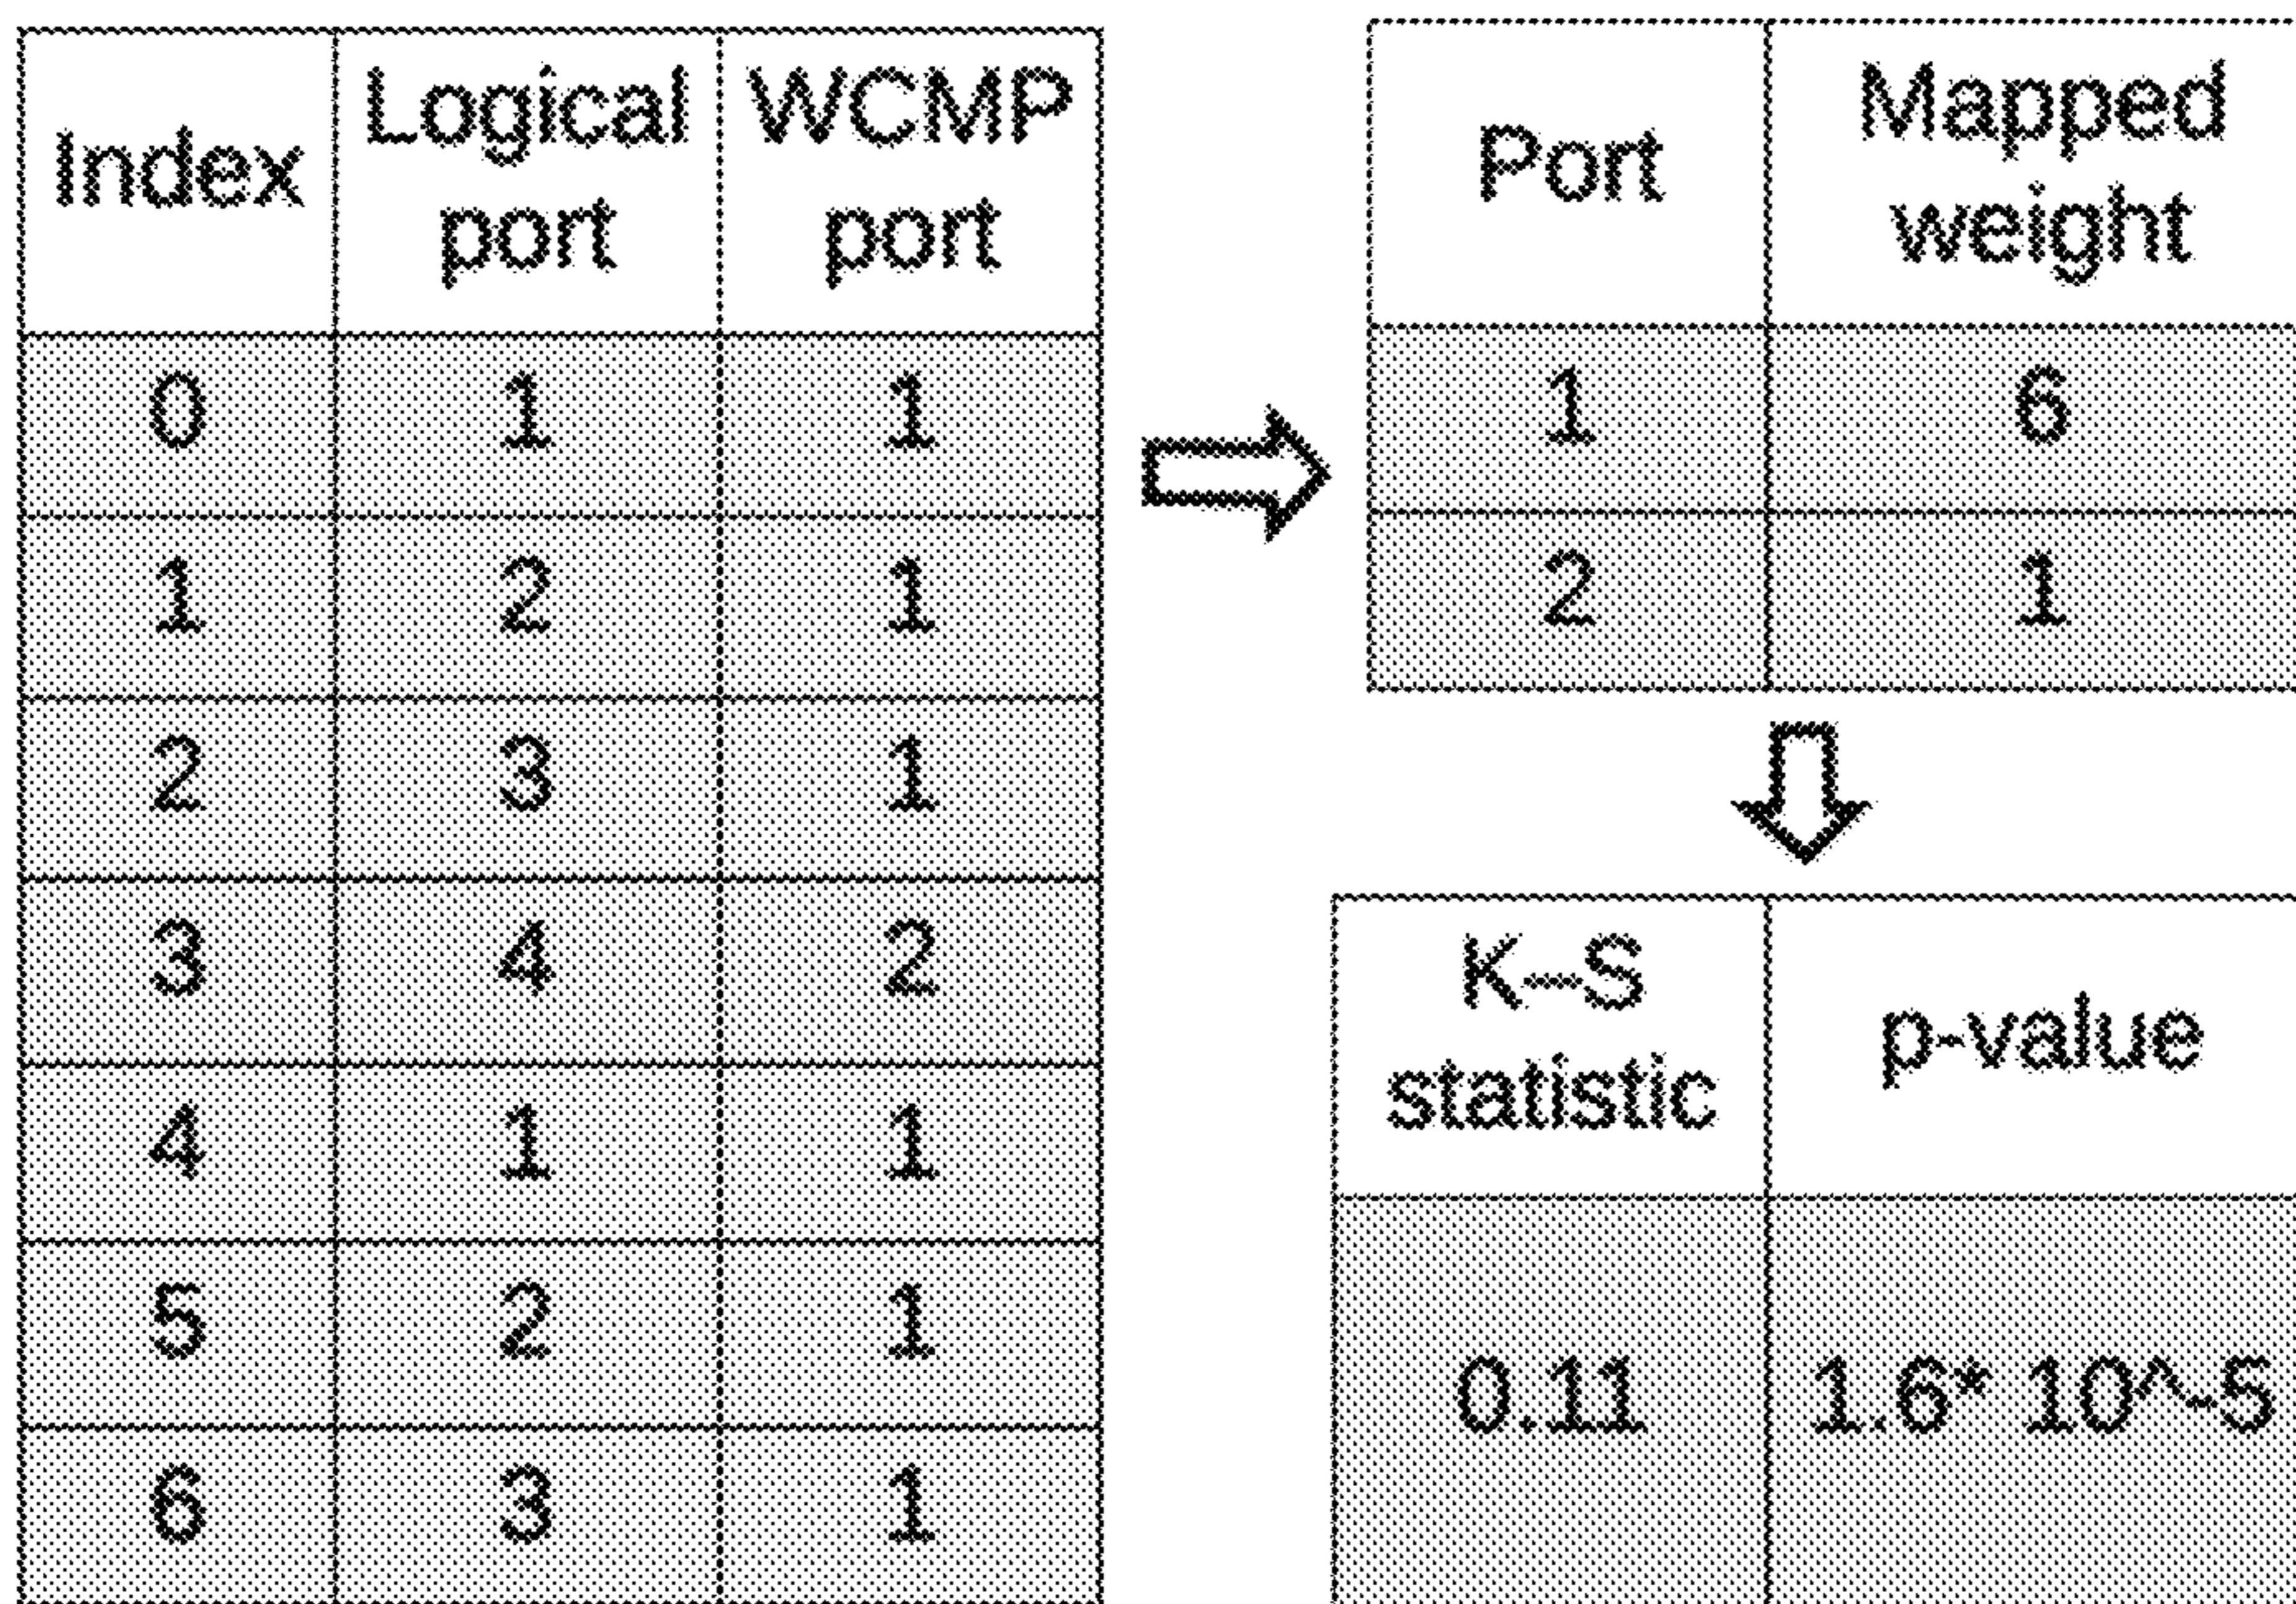 Index Logical port WCMP port
0 1 1
1 2 1
2 3 1
3 4 2
4 1 1
5 2 1
6 3 1
Port Mapped weight
1 6
2 1
K--S statistic p-value
0.11 1.6* 10^-5